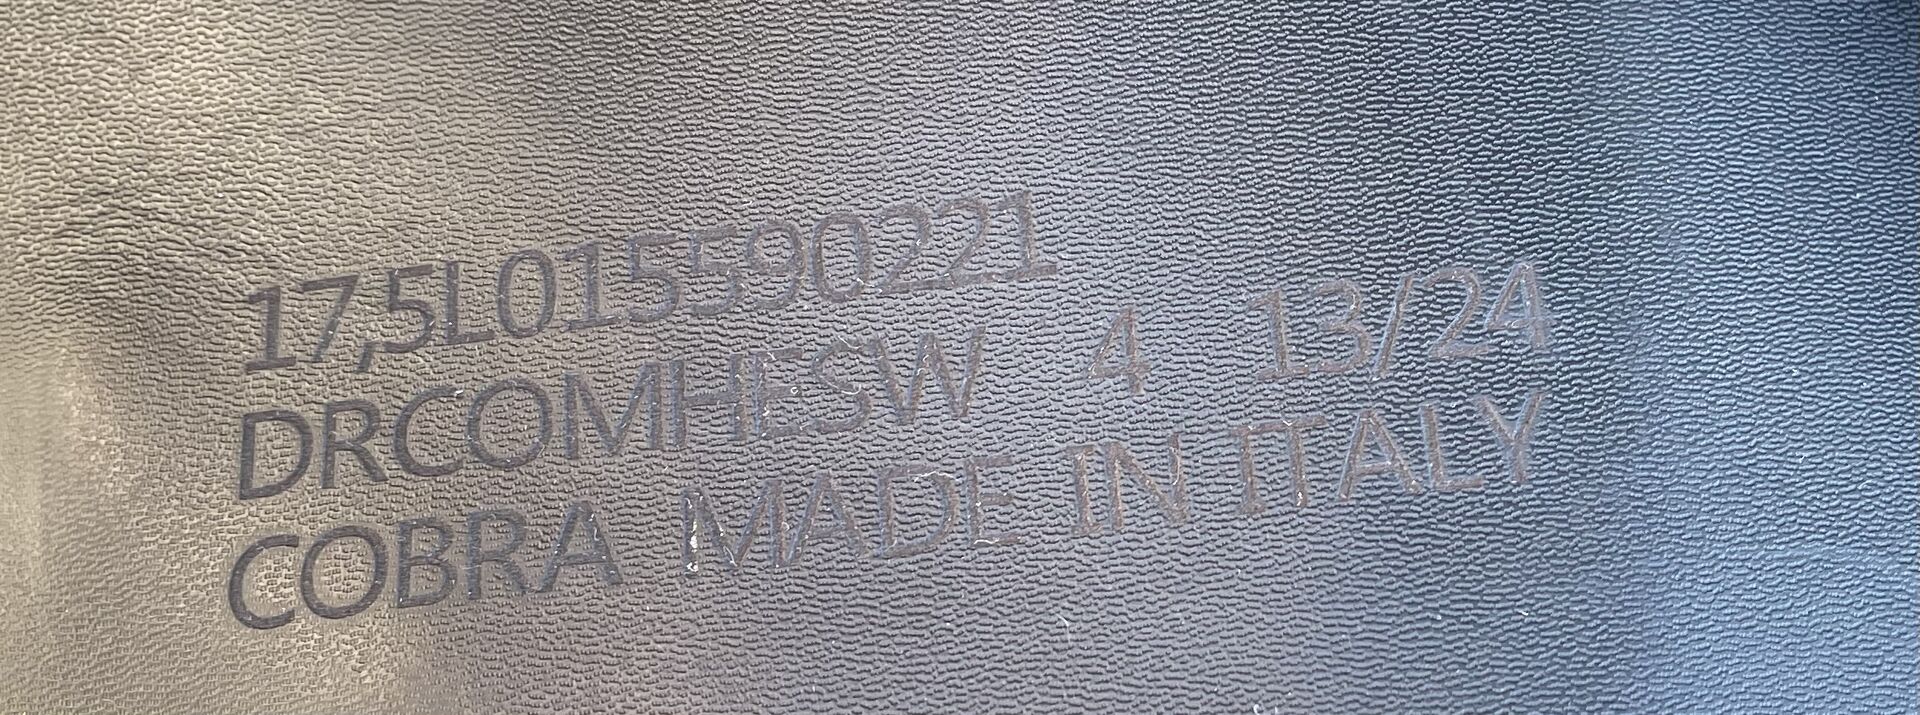 17,5L015590221
DRCOMHESW 4 13/24
COBRA MADE IN ITALY